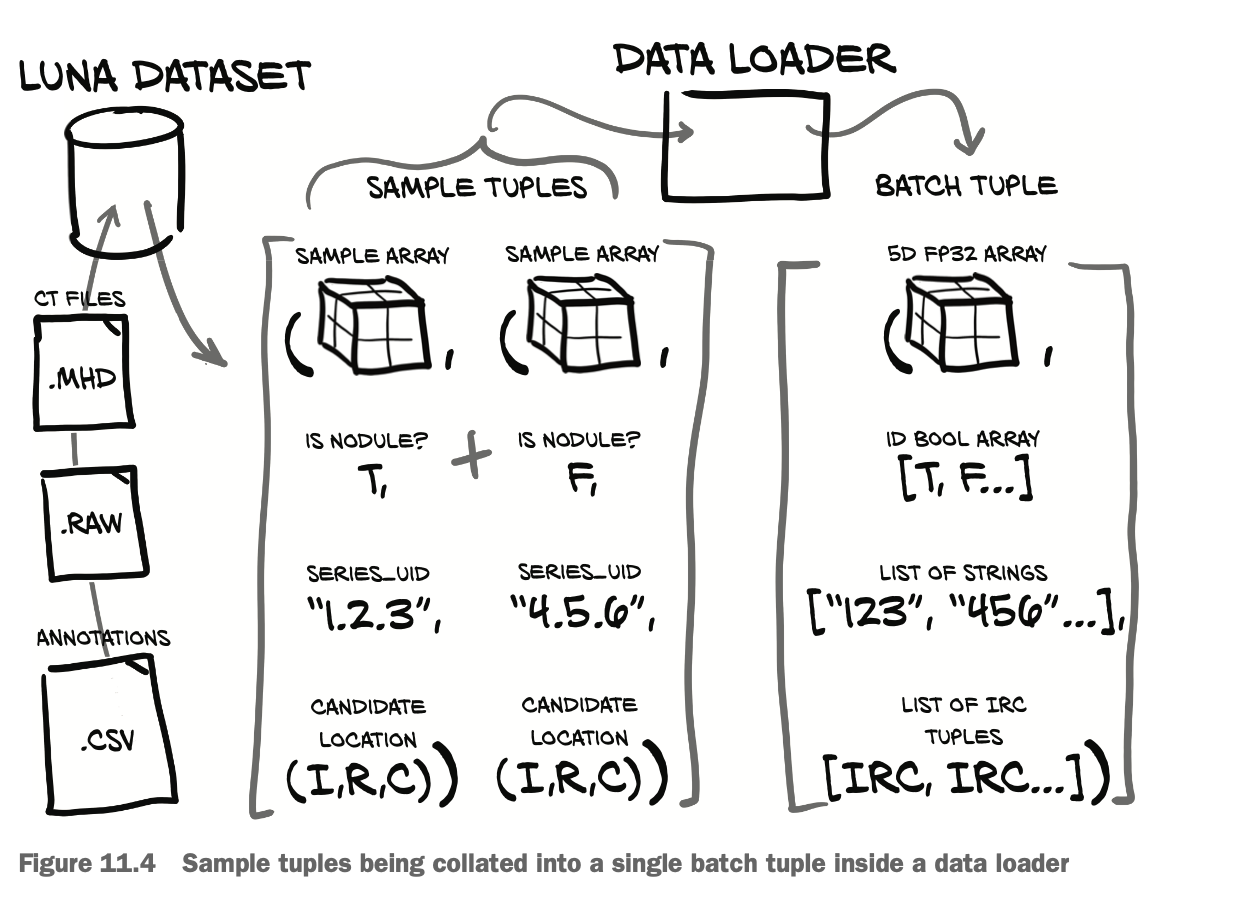 LUNA DATASET
DATA LOADER
SAMPLE TUPLES
BATCH TUPLE
CT FILES
.MHD
.RAW
ANNOTATIONS
.CSV
SAMPLE ARRAY
(
,
IS NODULE?
T,
SERIES_UID
"1.2.3",
CANDIDATE
LOCATION
(I,R,C))
+
SAMPLE ARRAY
(
,
IS NODULE?
F,
SERIES_UID
"4.5.6",
CANDIDATE
LOCATION
(I,R,C))
5D FP32 ARRAY
(
,
1D BOOL ARRAY
[T, F...]
LIST OF STRINGS
["123", "456"...],
LIST OF IRC
TUPLES
[IRC, IRC...])
Figure 11.4 Sample tuples being collated into a single batch tuple inside a data loader